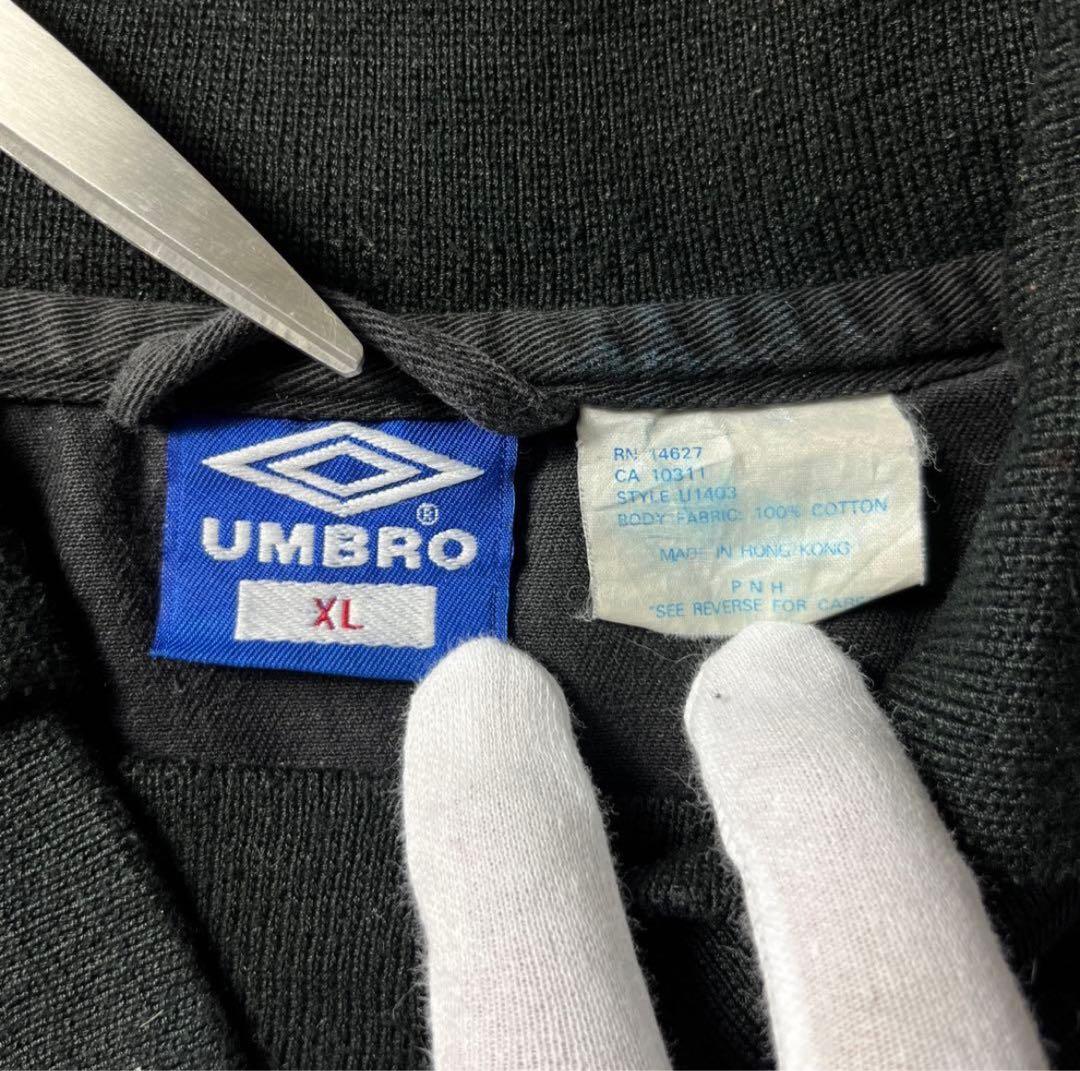 UMBRO®
XL
RN 14627
CA 10311
STYLE U1403
BODY FABRIC: 100% COTTON
MADE IN HONG KONG
P N H
*SEE REVERSE FOR CARE